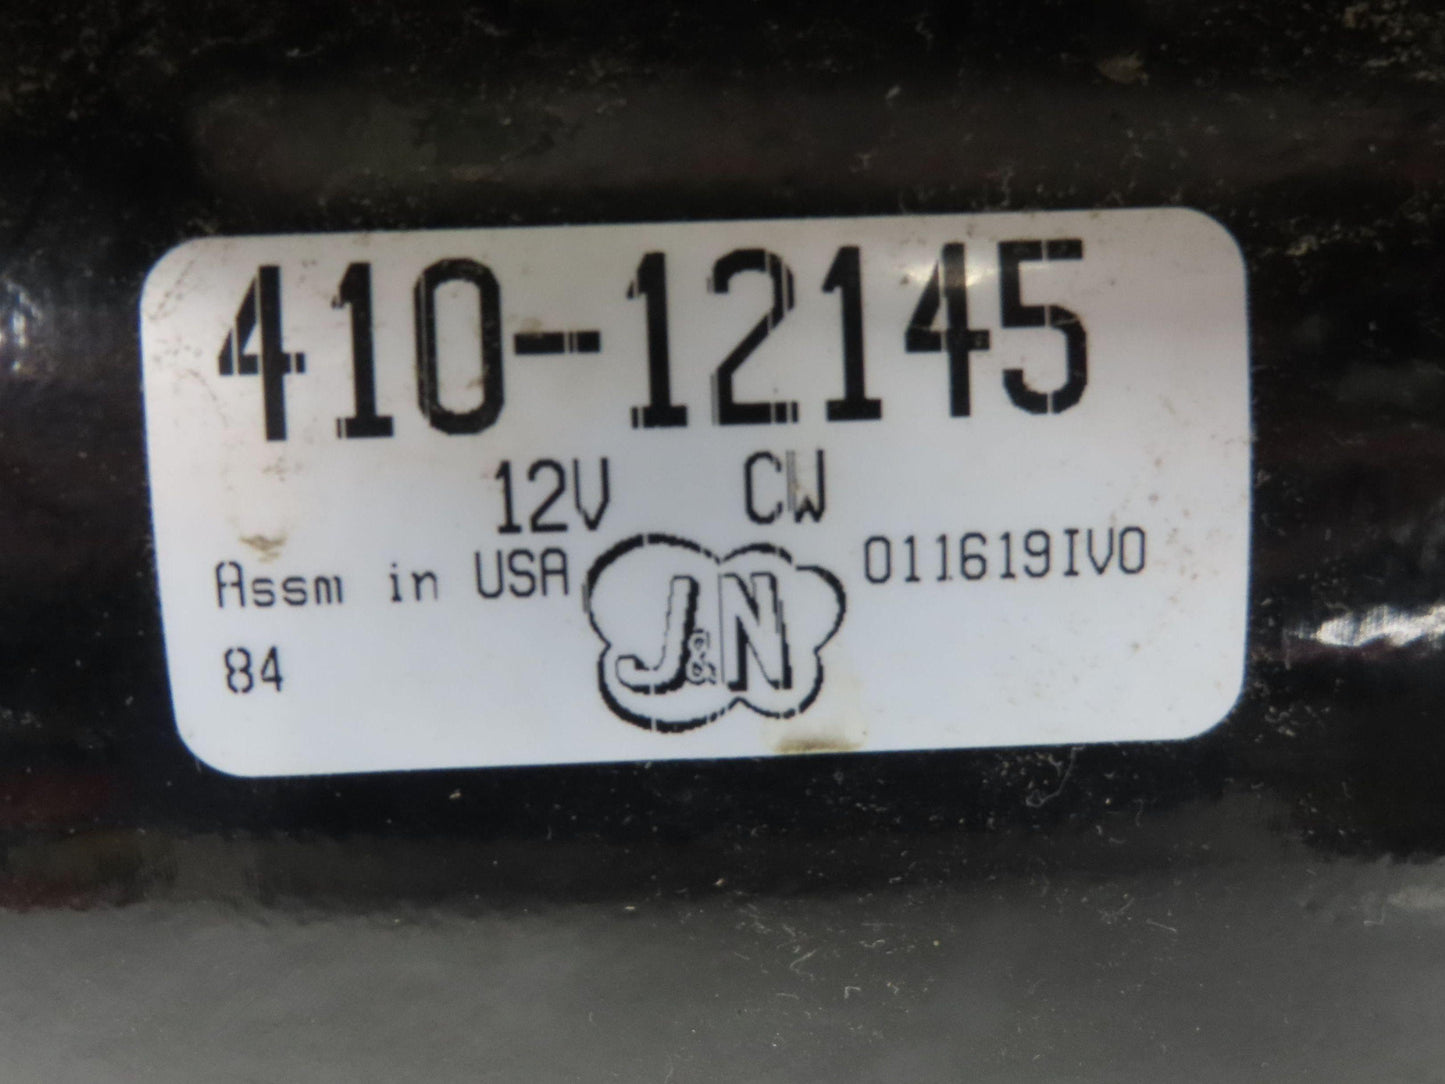 410-12145
12V CW
Assm in USA J&N 011619IVO
84